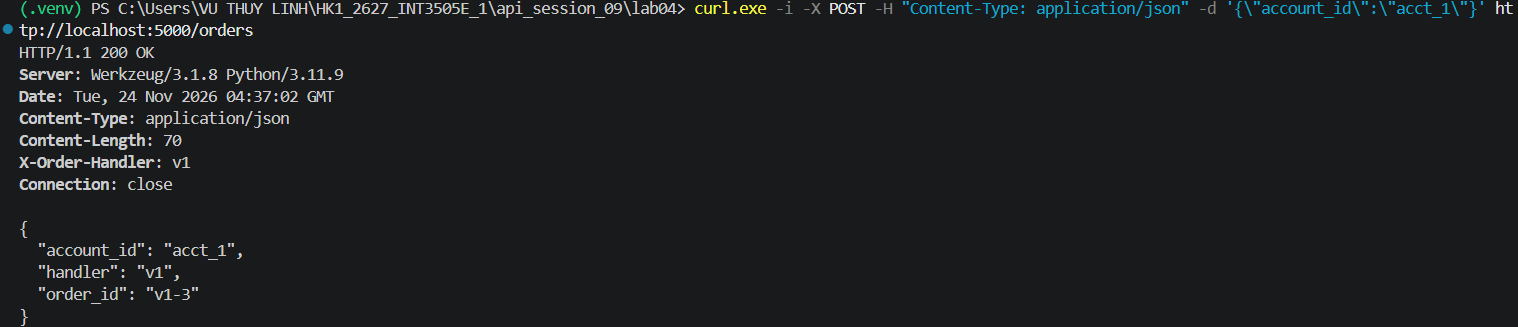 (.venv) PS C:\Users\VU THUY LINH\HK1_2627_INT3505E_1\api_session_09\lab04> curl.exe -i -X POST -H "Content-Type: application/json" -d '{\"account_id\":\"acct_1\"}' ht
tp://localhost:5000/orders
HTTP/1.1 200 OK
Server: Werkzeug/3.1.8 Python/3.11.9
Date: Tue, 24 Nov 2026 04:37:02 GMT
Content-Type: application/json
Content-Length: 70
X-Order-Handler: v1
Connection: close

{
  "account_id": "acct_1",
  "handler": "v1",
  "order_id": "v1-3"
}